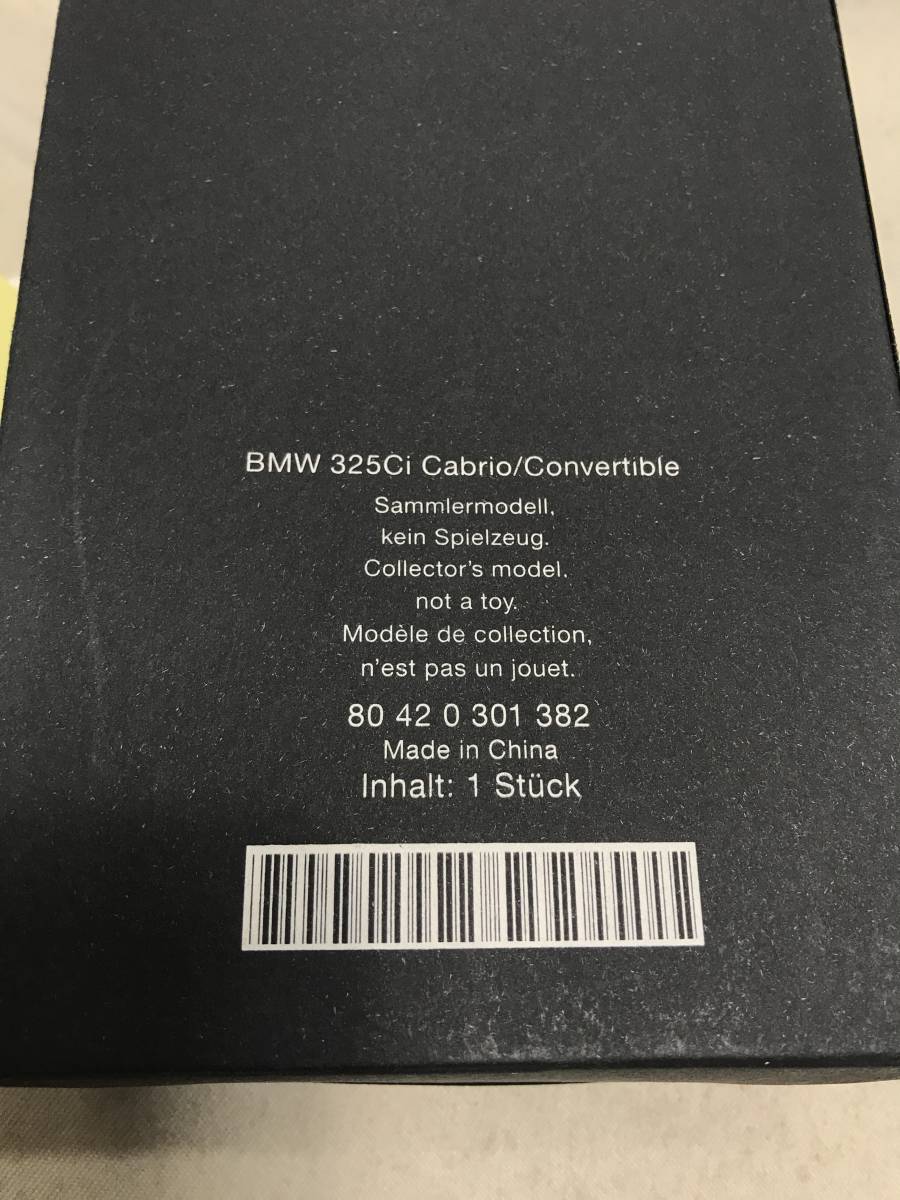 BMW 325Ci Cabrio/Convertible
Sammlermodell,
kein Spielzeug.
Collector's model,
not a toy.
Modèle de collection,
n'est pas un jouet.
80 42 0 301 382
Made in China
Inhalt: 1 Stück